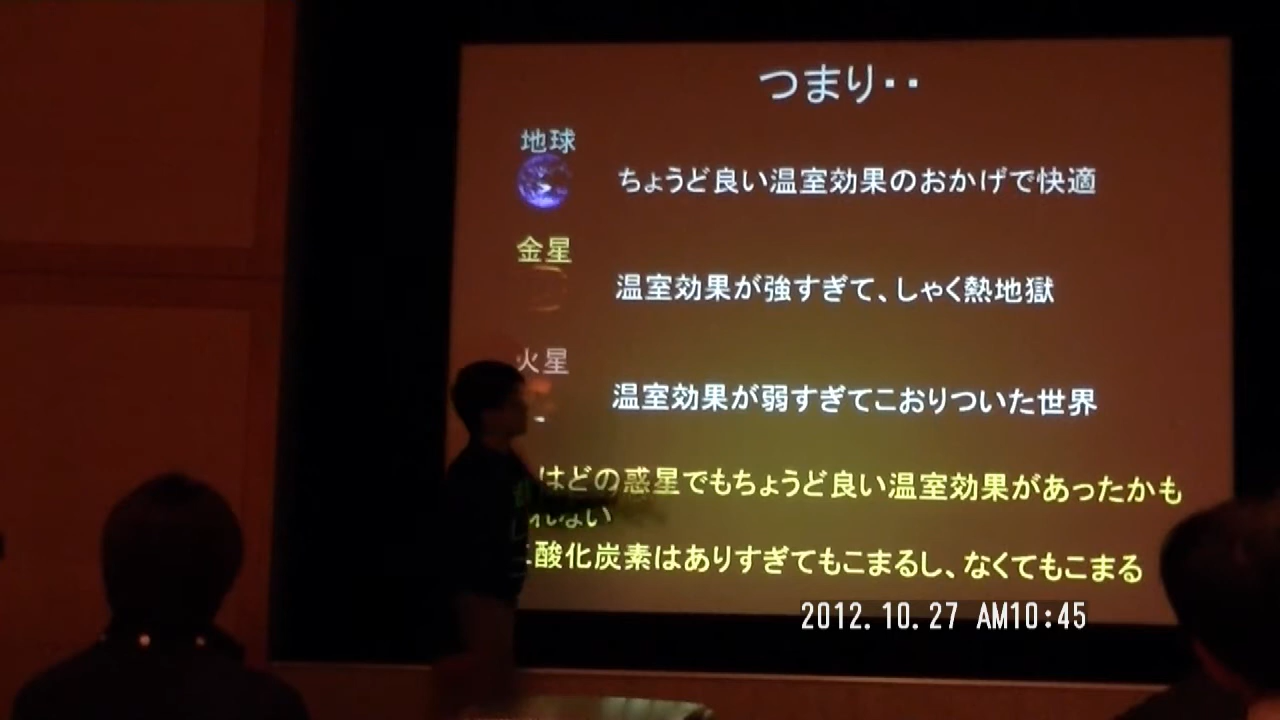 つまり・・
地球
ちょうど良い温室効果のおかげで快適
金星
温室効果が強すぎて、しゃく熱地獄
火星
温室効果が弱すぎてこおりついた世界
はどの惑星でもちょうど良い温室効果があったかも
れない
酸化炭素はありすぎてもこまるし、なくてもこまる
2012.10.27 AM10:45